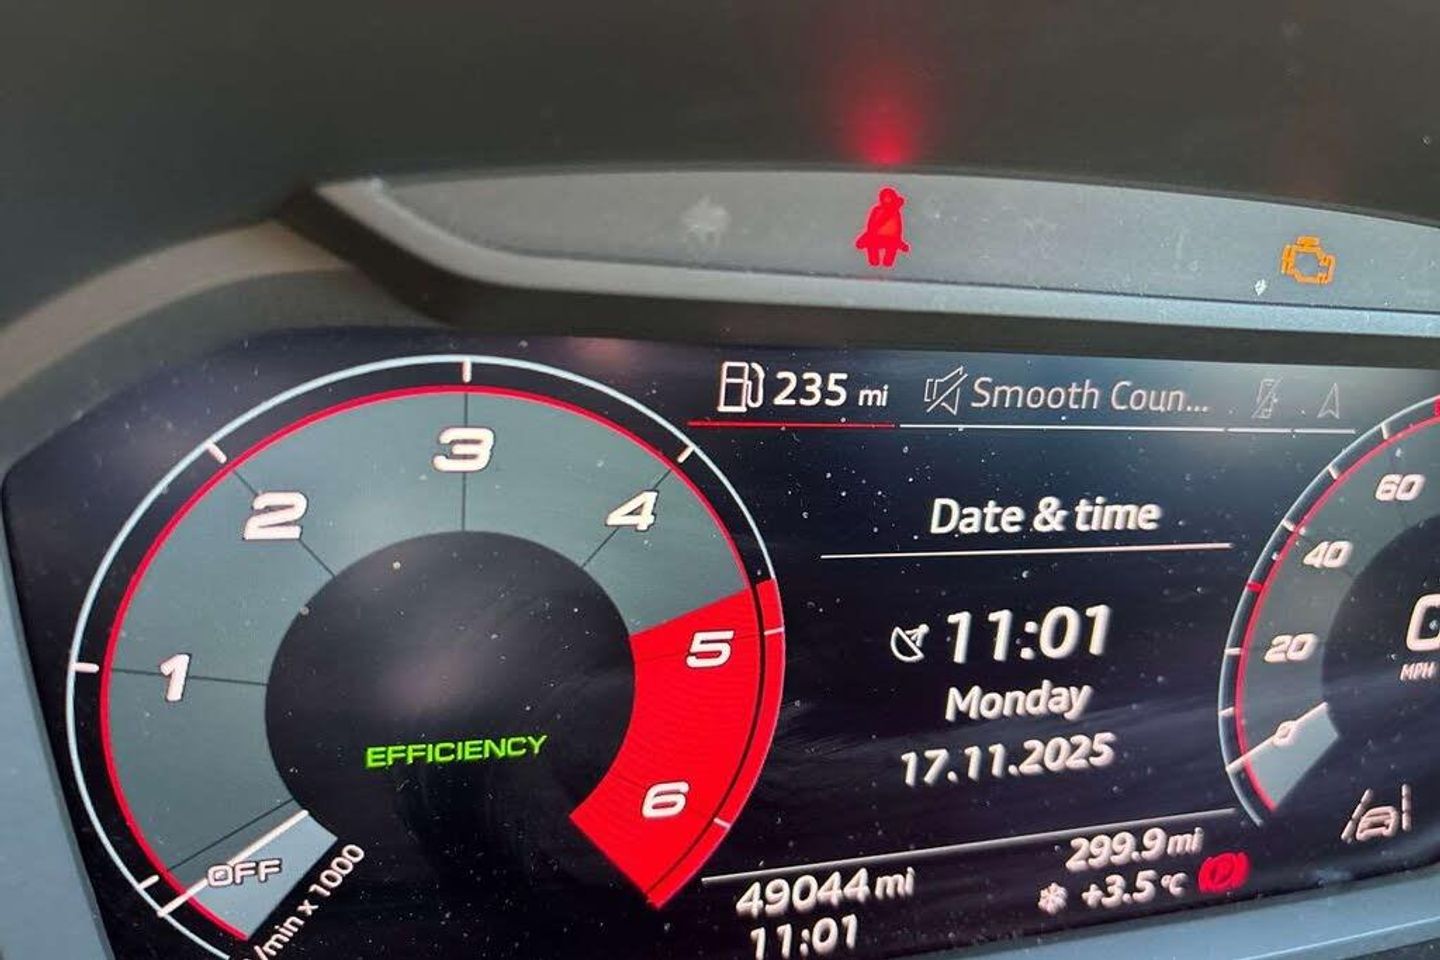 235 mi Smooth Coun...
1
2
3
4
5
6
EFFICIENCY
OFF
/min x 1000
Date & time
11:01
Monday
17.11.2025
49044 mi
299.9 mi
11:01
+3.5 °C
P
60
40
20
0
MPH